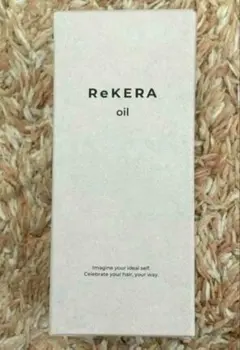 ReKERA
oil
Imagine your ideal self.
Celebrate your hair, your way.